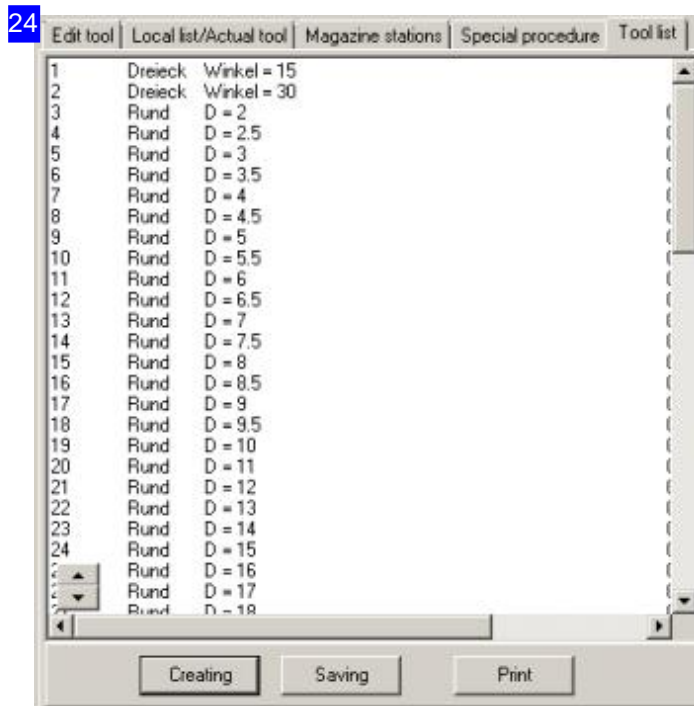 24
Edit tool Local list/Actual tool Magazine stations Special procedure Tool list
1 Dreieck Winkel = 15
2 Dreieck Winkel = 30
3 Rund D = 2
4 Rund D = 2.5
5 Rund D = 3
6 Rund D = 3.5
7 Rund D = 4
8 Rund D = 4.5
9 Rund D = 5
10 Rund D = 5.5
11 Rund D = 6
12 Rund D = 6.5
13 Rund D = 7
14 Rund D = 7.5
15 Rund D = 8
16 Rund D = 8.5
17 Rund D = 9
18 Rund D = 9.5
19 Rund D = 10
20 Rund D = 11
21 Rund D = 12
22 Rund D = 13
23 Rund D = 14
24 Rund D = 15
Rund D = 16
Rund D = 17
Rund D = 18
Creating Saving Print